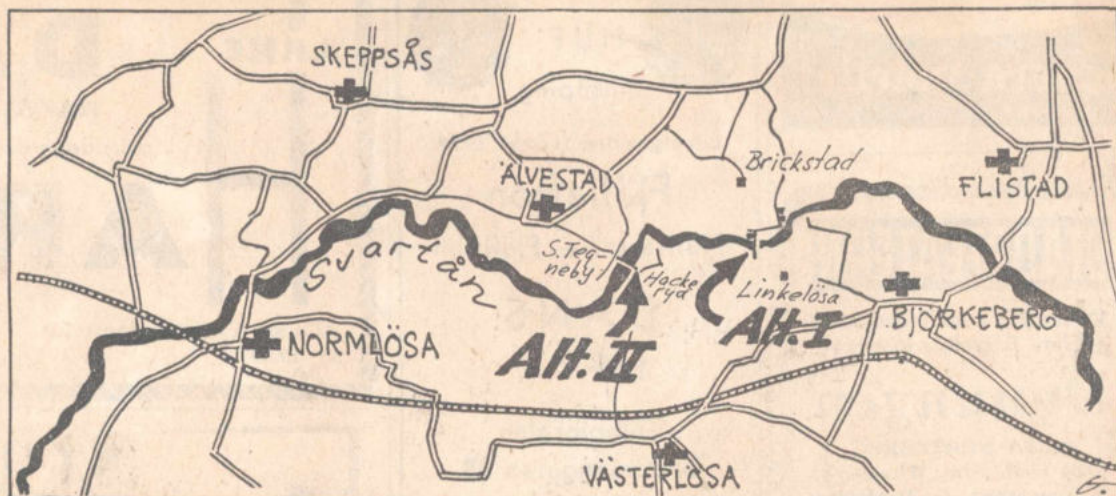 SKEPPSÅS
ÄLVESTAD
Brickstad
FLISTAD
Svartån
S. Teg-
neby
Hacke-
ryd
Linkelösa
BJÖRKEBERG
NORMLÖSA
Alt. II
Alt. I
VÄSTERLÖSA